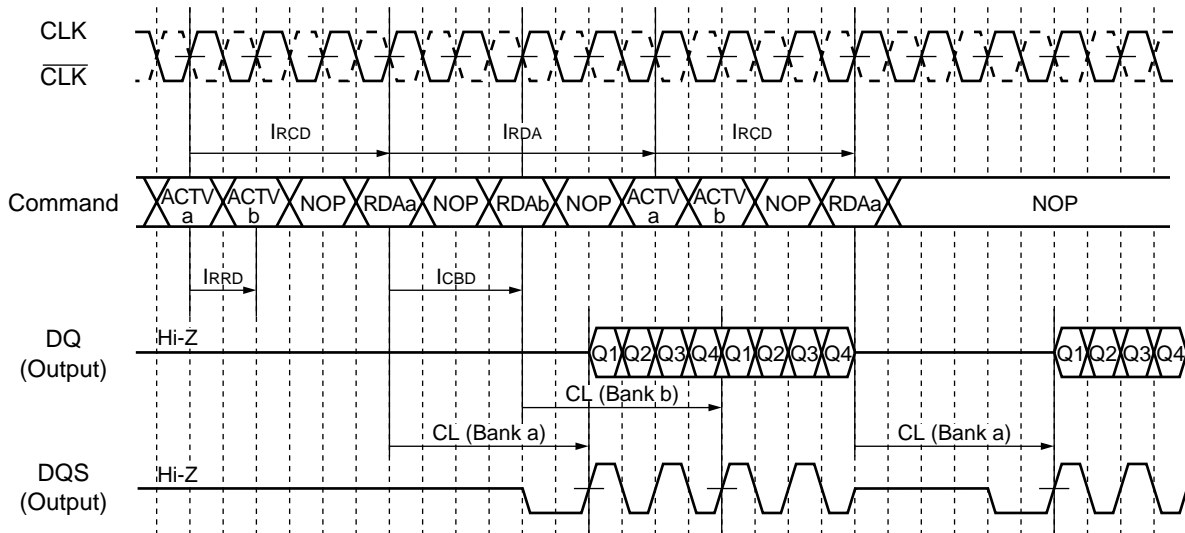 CLK
CLK
IRCD IRDA IRCD
Command ACTV a ACTV b NOP RDAa NOP RDAb NOP ACTV a ACTV b NOP RDAa NOP
IRRD ICBD
DQ (Output) Hi-Z Q1 Q2 Q3 Q4 Q1 Q2 Q3 Q4 Q1 Q2 Q3 Q4
CL (Bank b)
CL (Bank a) CL (Bank a)
DQS (Output) Hi-Z